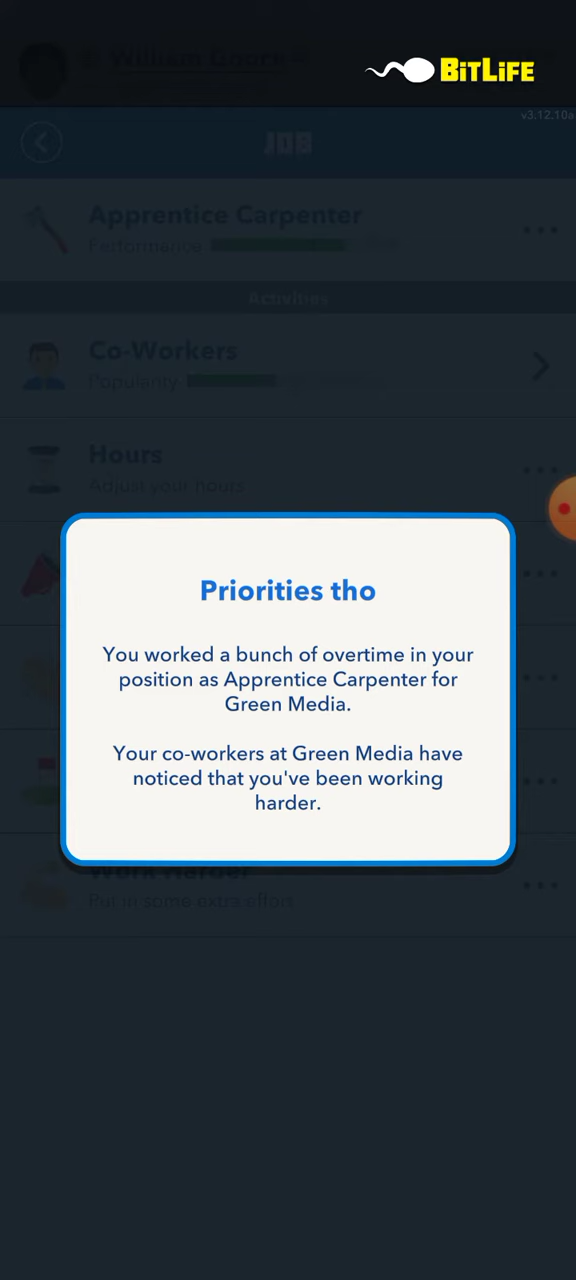 William Goore
BITLIFE
v3.12.10a
JOB
Apprentice Carpenter
Performance
Activities
Co-Workers
Popularity
Hours
Adjust your hours
Priorities tho
You worked a bunch of overtime in your
position as Apprentice Carpenter for
Green Media.
Your co-workers at Green Media have
noticed that you've been working
harder.
Work Harder
Put in some extra effort